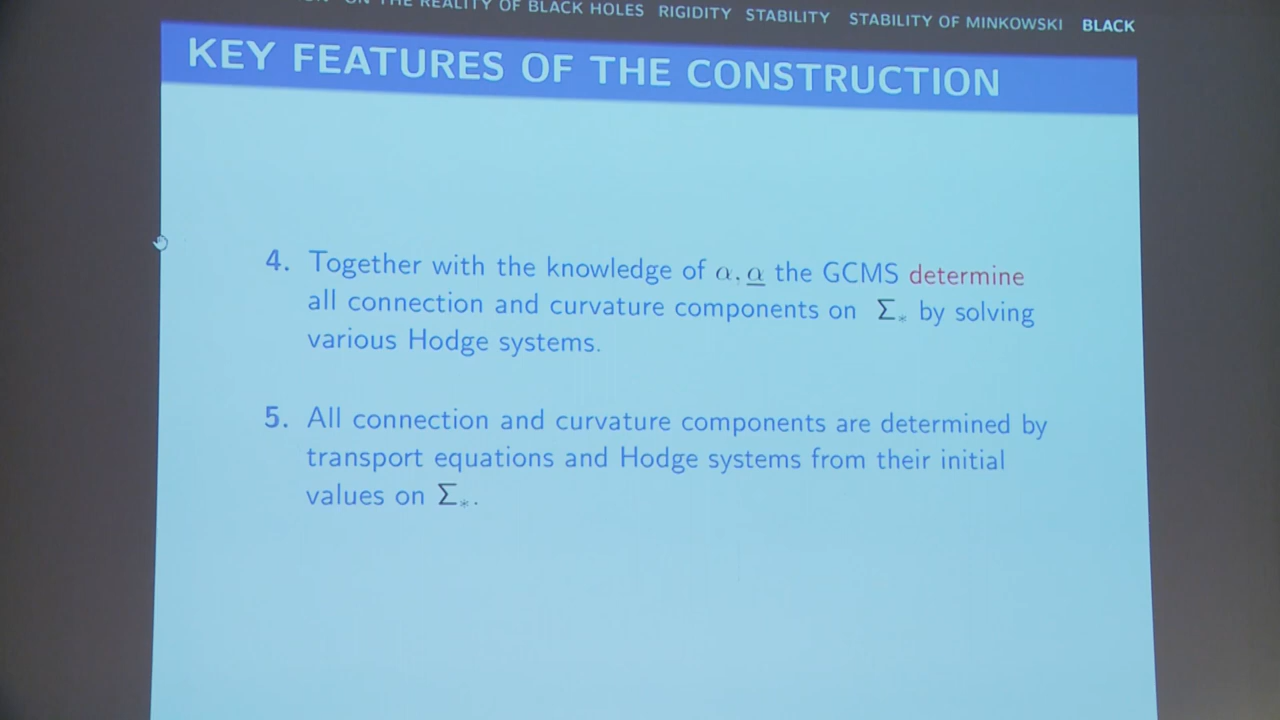 ON THE REALITY OF BLACK HOLES RIGIDITY STABILITY STABILITY OF MINKOWSKI BLACK
KEY FEATURES OF THE CONSTRUCTION
4. Together with the knowledge of α, α̲ the GCMS determine
all connection and curvature components on Σ* by solving
various Hodge systems.
5. All connection and curvature components are determined by
transport equations and Hodge systems from their initial
values on Σ*.